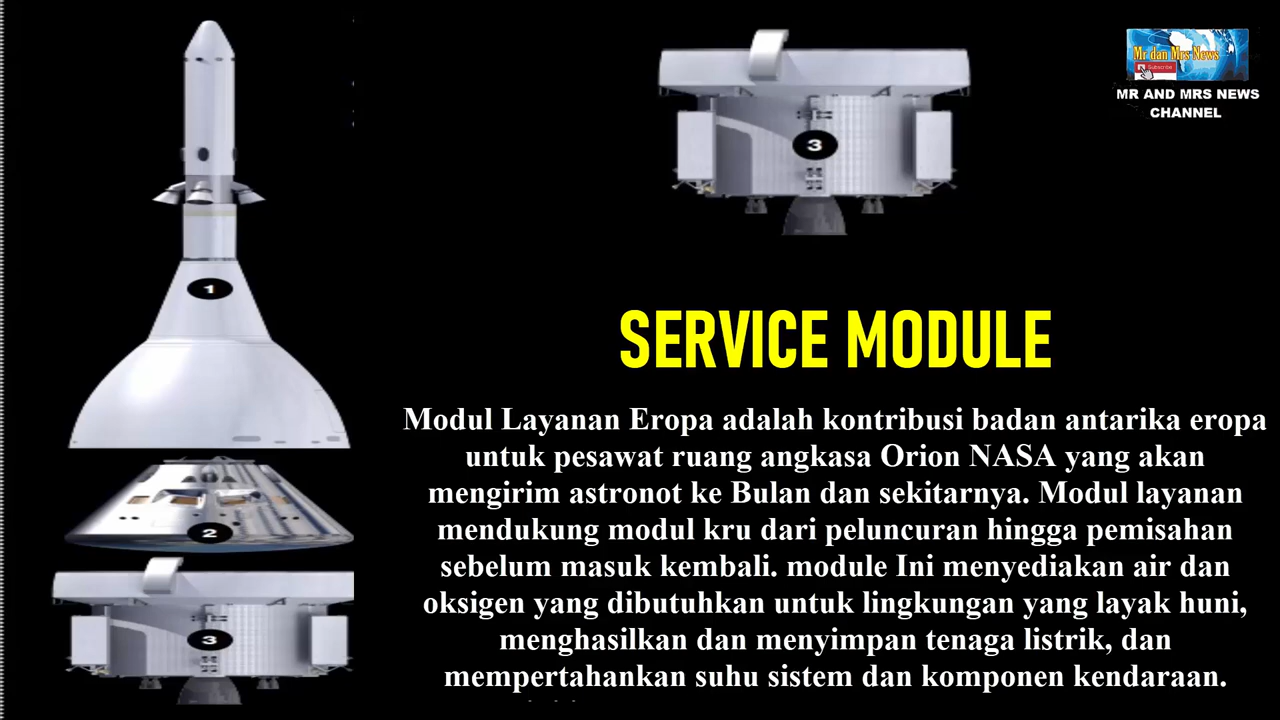 Mr dan Mrs News
Subscribe
MR AND MRS NEWS
CHANNEL
3
1
SERVICE MODULE
Modul Layanan Eropa adalah kontribusi badan antarika eropa
untuk pesawat ruang angkasa Orion NASA yang akan
mengirim astronot ke Bulan dan sekitarnya. Modul layanan
mendukung modul kru dari peluncuran hingga pemisahan
sebelum masuk kembali. module Ini menyediakan air dan
oksigen yang dibutuhkan untuk lingkungan yang layak huni,
menghasilkan dan menyimpan tenaga listrik, dan
mempertahankan suhu sistem dan komponen kendaraan.
2
3